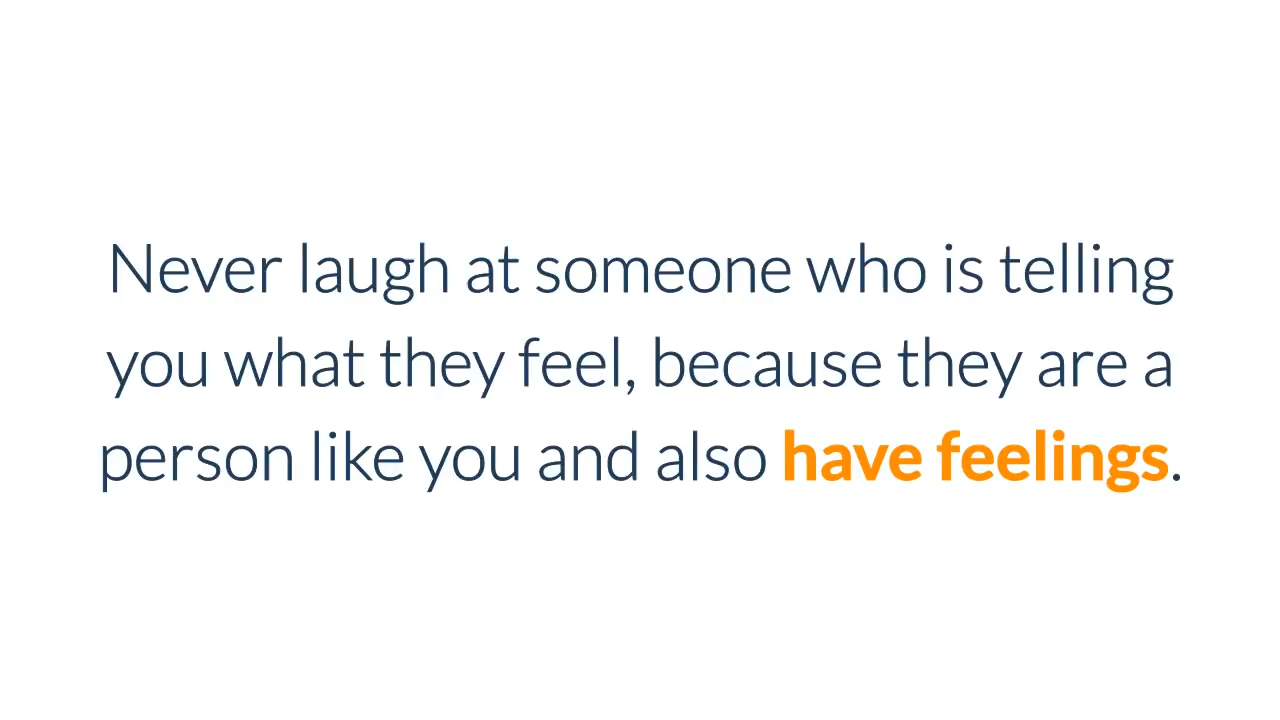 Never laugh at someone who is telling
you what they feel, because they are a
person like you and also have feelings.